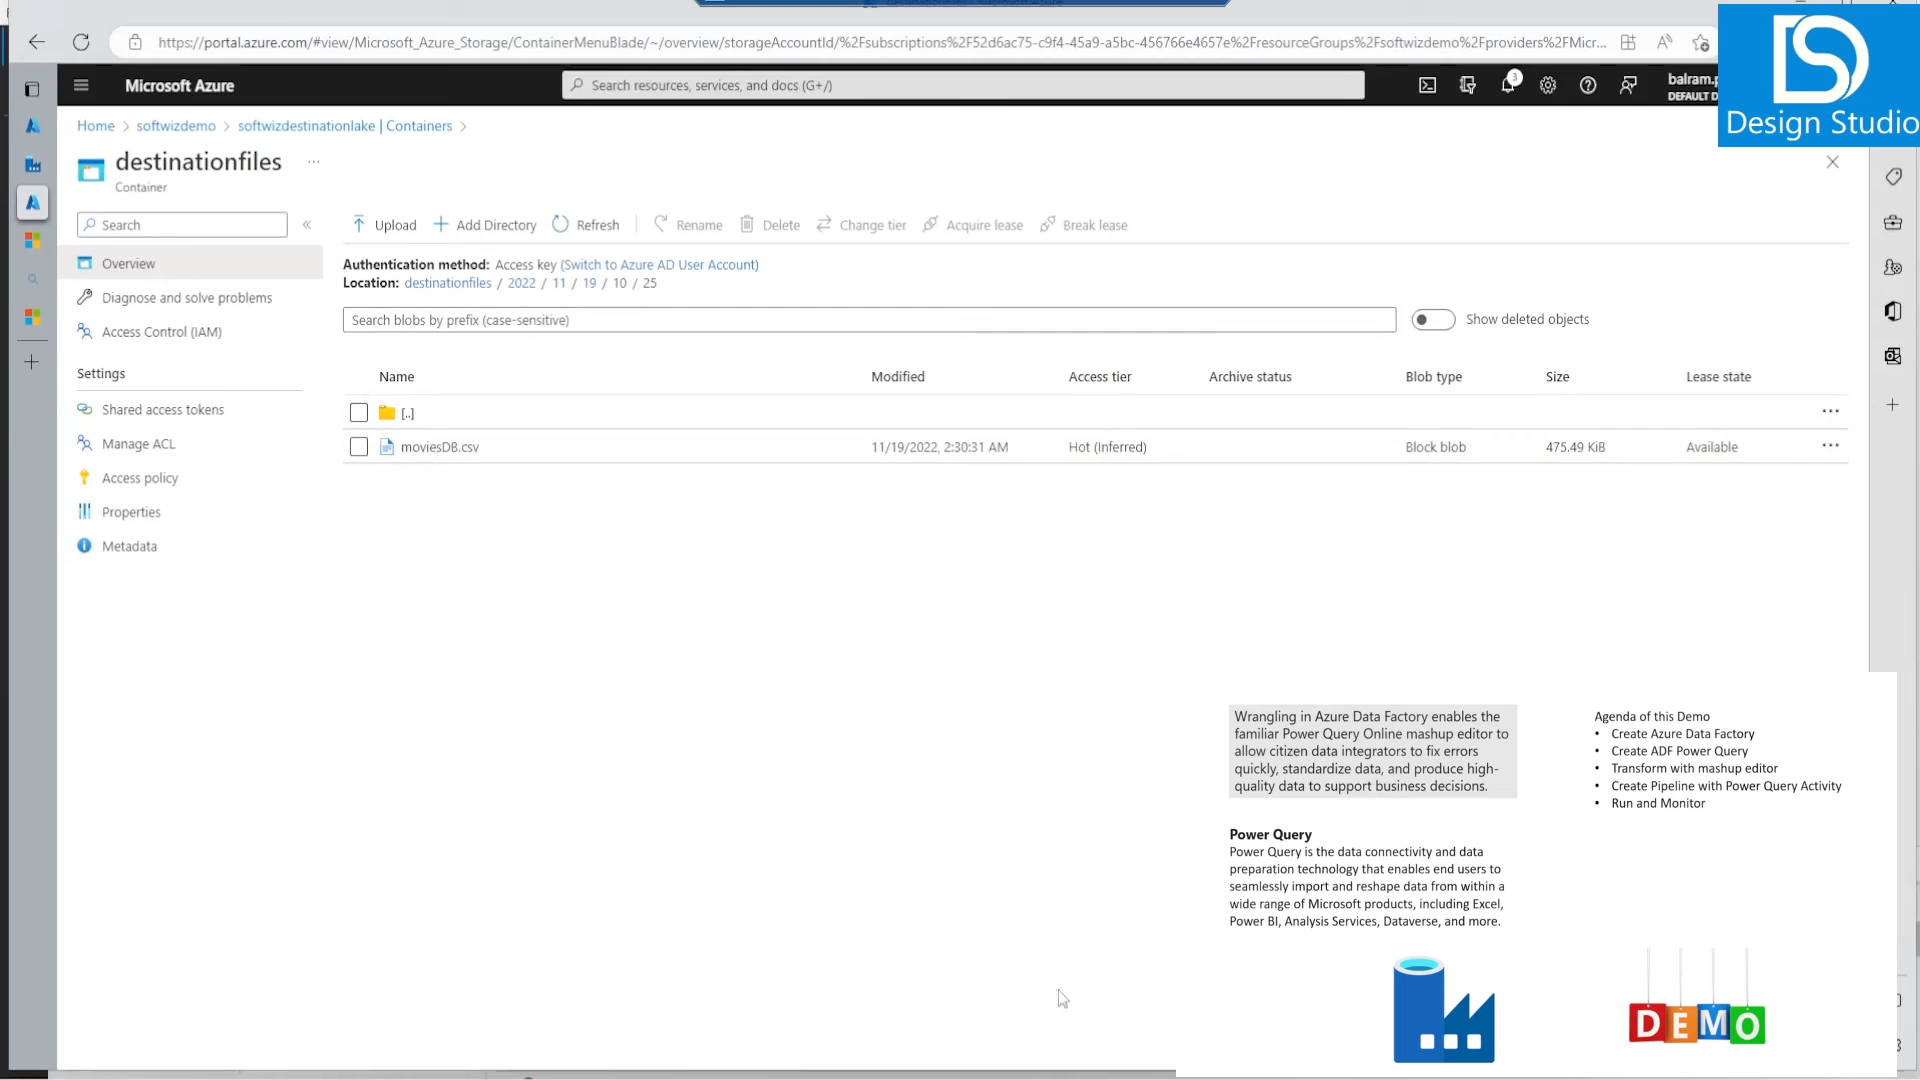 https://portal.azure.com/#view/Microsoft_Azure_Storage/ContainerMenuBlade/~/overview/storageAccountId/%2Fsubscriptions%2F52d6ac75-c9f4-45a9-a5bc-456766e4657e%2FresourceGroups%2Fsoftwizdemo%2Fproviders%2FMicr...
Microsoft Azure
Search resources, services, and docs (G+/)
3
balram.p
DEFAULT D
Design Studio
Home > softwizdemo > softwizdestinationlake | Containers >
destinationfiles ...
Container
Search
Upload
Add Directory
Refresh
Rename
Delete
Change tier
Acquire lease
Break lease
Overview
Diagnose and solve problems
Access Control (IAM)
Settings
Shared access tokens
Manage ACL
Access policy
Properties
Metadata
Authentication method: Access key (Switch to Azure AD User Account)
Location: destinationfiles / 2022 / 11 / 19 / 10 / 25
Search blobs by prefix (case-sensitive)
Show deleted objects
Name Modified Access tier Archive status Blob type Size Lease state
[..]
moviesDB.csv 11/19/2022, 2:30:31 AM Hot (Inferred) Block blob 475.49 KiB Available
Wrangling in Azure Data Factory enables the
familiar Power Query Online mashup editor to
allow citizen data integrators to fix errors
quickly, standardize data, and produce high-
quality data to support business decisions.
Power Query
Power Query is the data connectivity and data
preparation technology that enables end users to
seamlessly import and reshape data from within a
wide range of Microsoft products, including Excel,
Power BI, Analysis Services, Dataverse, and more.
Agenda of this Demo
• Create Azure Data Factory
• Create ADF Power Query
• Transform with mashup editor
• Create Pipeline with Power Query Activity
• Run and Monitor
DEMO